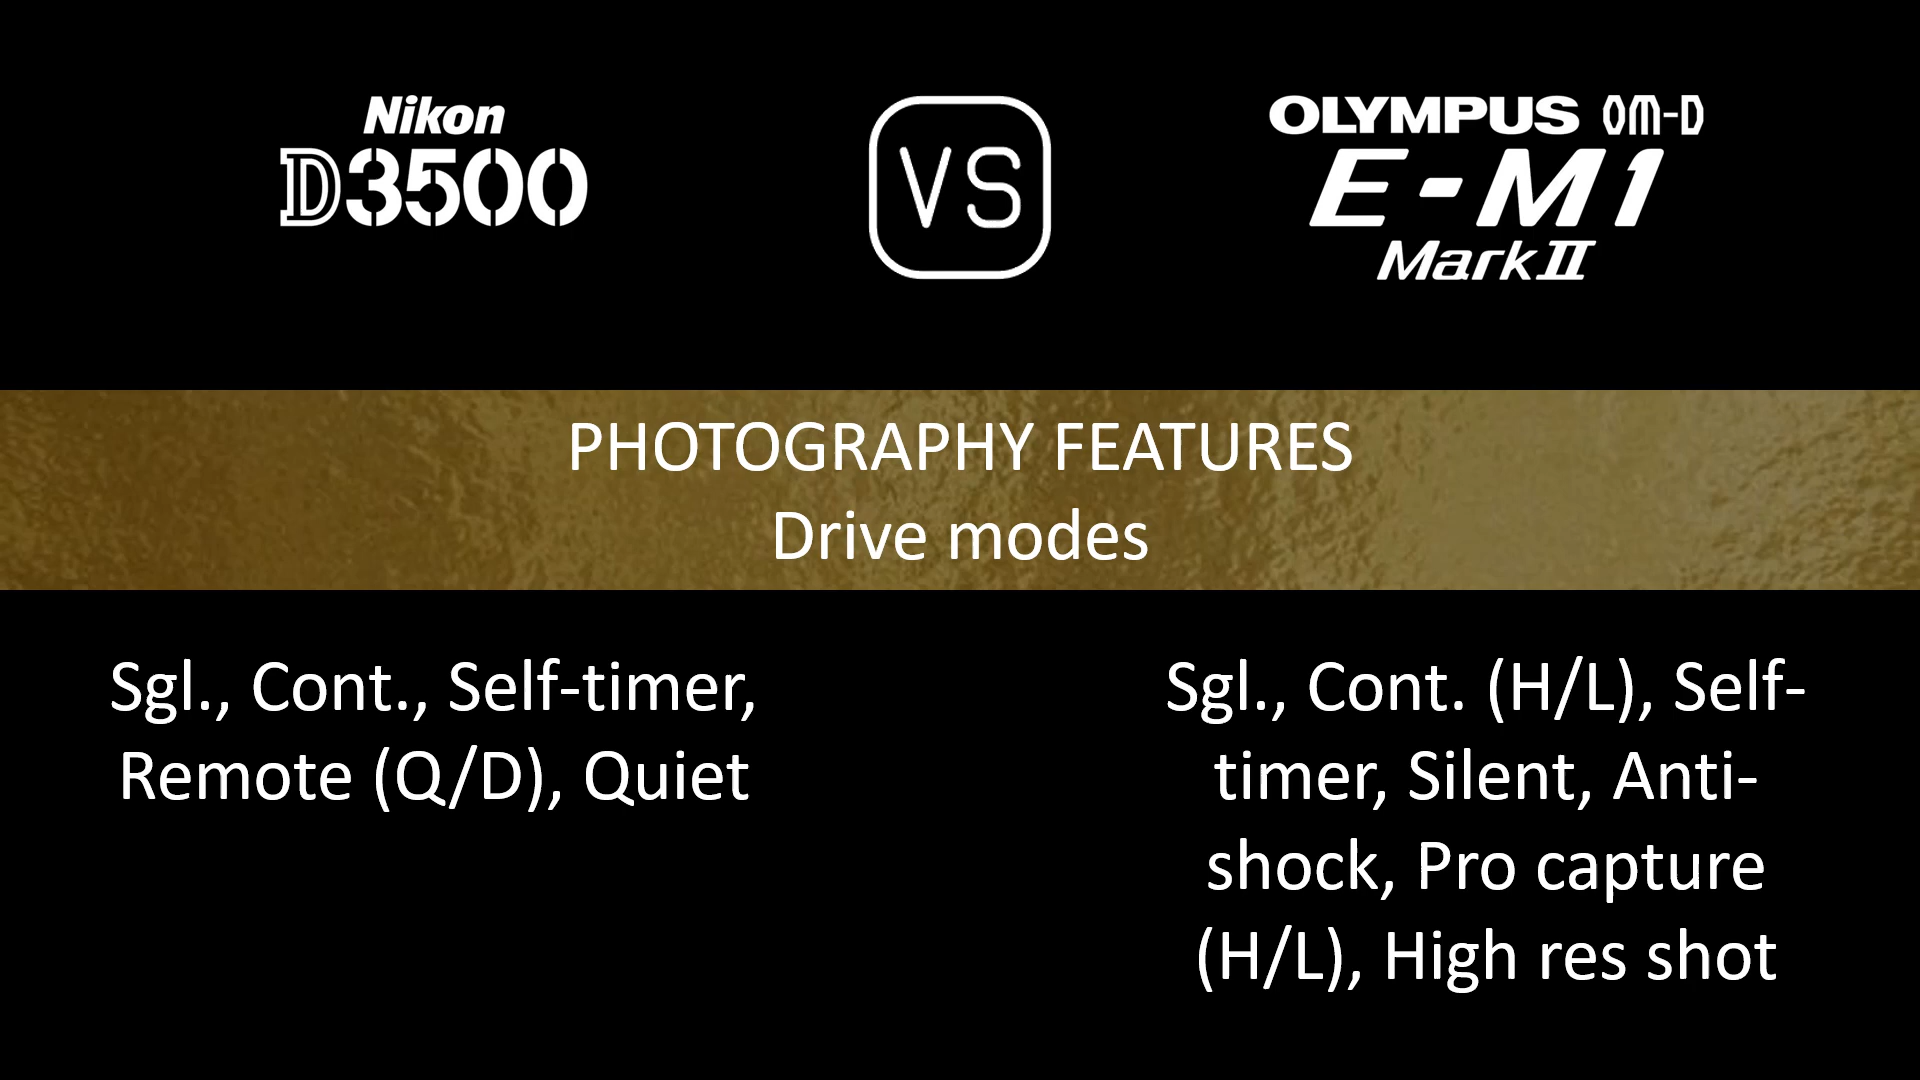 Nikon
D3500
VS
OLYMPUS OM-D
E-M1
Mark II
PHOTOGRAPHY FEATURES
Drive modes
Sgl., Cont., Self-timer,
Remote (Q/D), Quiet
Sgl., Cont. (H/L), Self-
timer, Silent, Anti-
shock, Pro capture
(H/L), High res shot